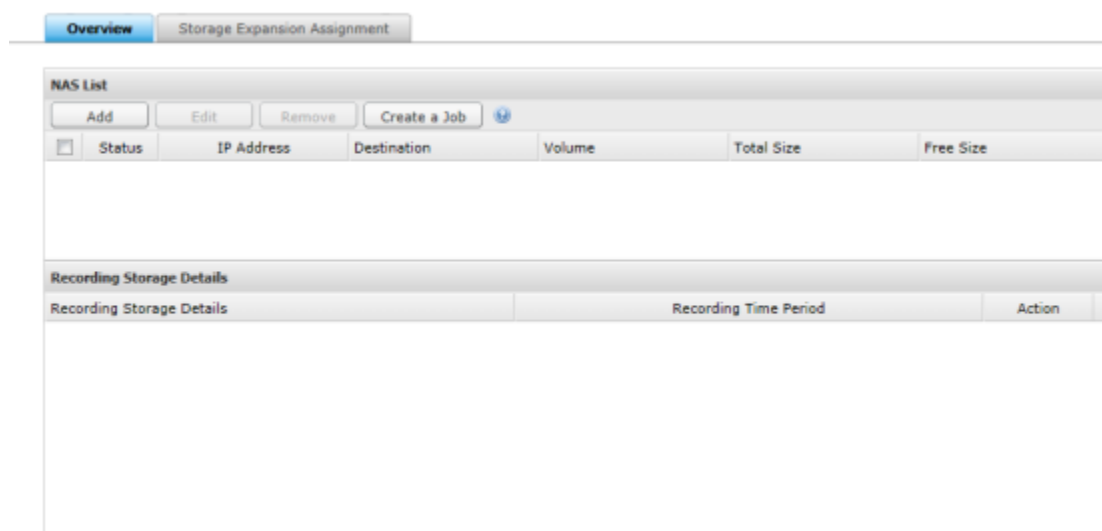 Overview Storage Expansion Assignment
NAS List
Add Edit Remove Create a Job
Status IP Address Destination Volume Total Size Free Size
Recording Storage Details
Recording Storage Details Recording Time Period Action